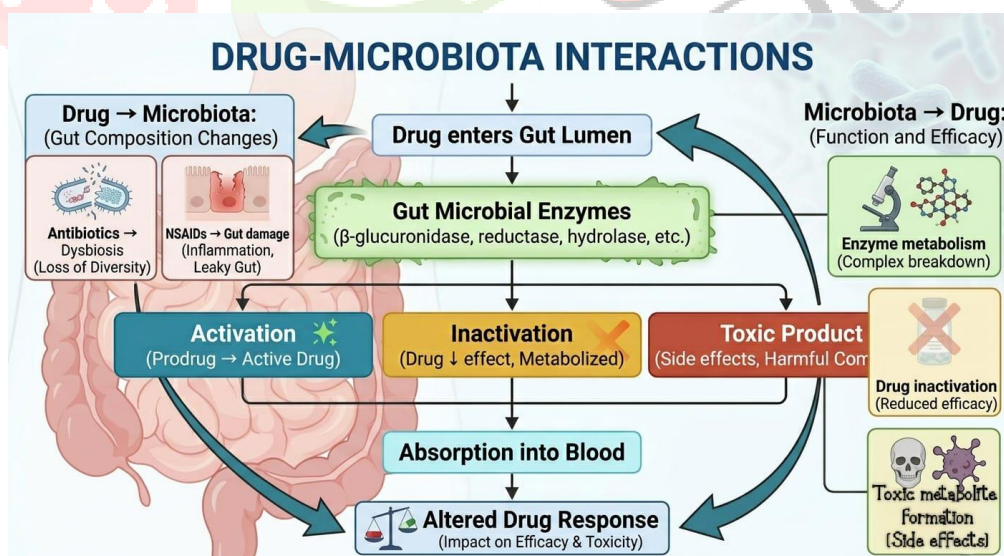 DRUG-MICROBIOTA INTERACTIONS
Drug → Microbiota:
(Gut Composition Changes)
Antibiotics →
Dysbiosis
(Loss of Diversity)
NSAIDs → Gut damage
(Inflammation,
Leaky Gut)
Drug enters Gut Lumen
Gut Microbial Enzymes
(β-glucuronidase, reductase, hydrolase, etc.)
Activation
(Prodrug → Active Drug)
Inactivation
(Drug ↓ effect, Metabolized)
Toxic Product
(Side effects, Harmful Com
Absorption into Blood
Altered Drug Response
(Impact on Efficacy & Toxicity)
Microbiota → Drug:
(Function and Efficacy)
Enzyme metabolism
(Complex breakdown)
Drug inactivation
(Reduced efficacy)
Toxic metabolite
formation
(Side effects)